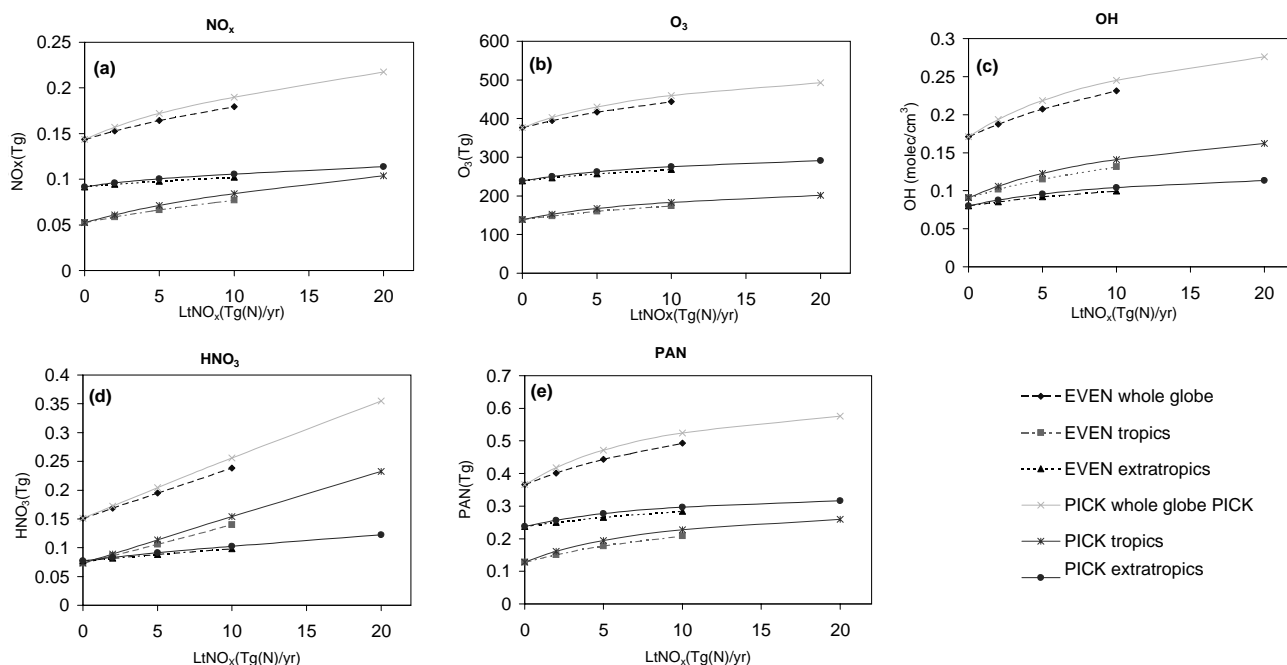 NOₓ
0.25
0.2
0.15
0.1
0.05
0
(a)
NOx(Tg)
0 5 10 15 20
LtNOₓ(Tg(N)/yr)
O₃
600
500
400
300
200
100
0
(b)
O₃(Tg)
0 5 10 15 20
LtNOx(Tg(N)/yr)
OH
0.3
0.25
0.2
0.15
0.1
0.05
0
(c)
OH (molec/cm³)
0 5 10 15 20
LtNOₓ(Tg(N)/yr)
HNO₃
0.4
0.35
0.3
0.25
0.2
0.15
0.1
0.05
0
(d)
HNO₃(Tg)
0 5 10 15 20
LtNOₓ(Tg(N)/yr)
PAN
0.7
0.6
0.5
0.4
0.3
0.2
0.1
0
(e)
PAN(Tg)
0 5 10 15 20
LtNOₓ(Tg(N)/yr)
EVEN whole globe
EVEN tropics
EVEN extratropics
PICK whole globe PICK
PICK tropics
PICK extratropics